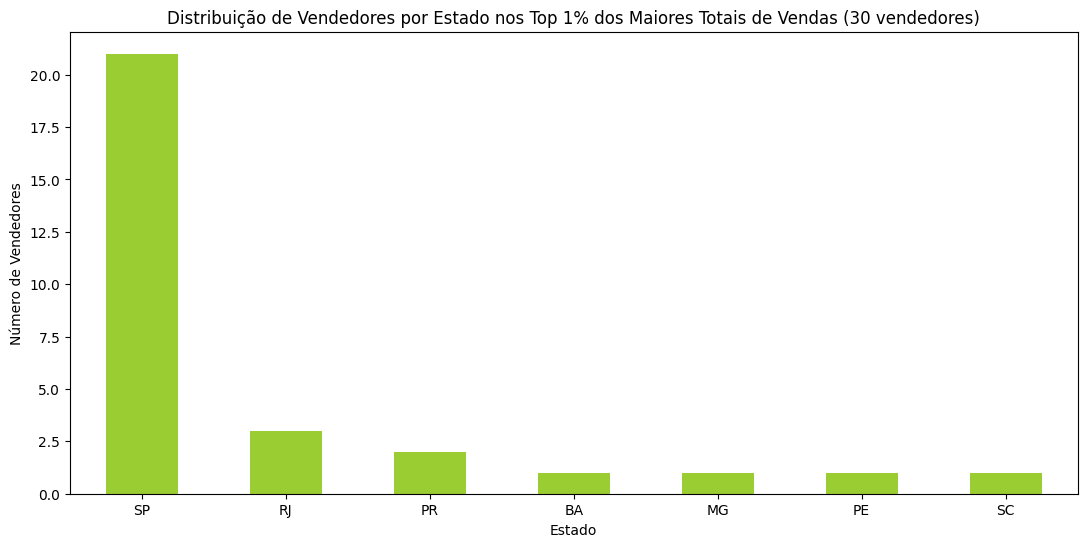 Distribuição de Vendedores por Estado nos Top 1% dos Maiores Totais de Vendas (30 vendedores)
Número de Vendedores
20.0
17.5
15.0
12.5
10.0
7.5
5.0
2.5
0.0
SP RJ PR BA MG PE SC
Estado